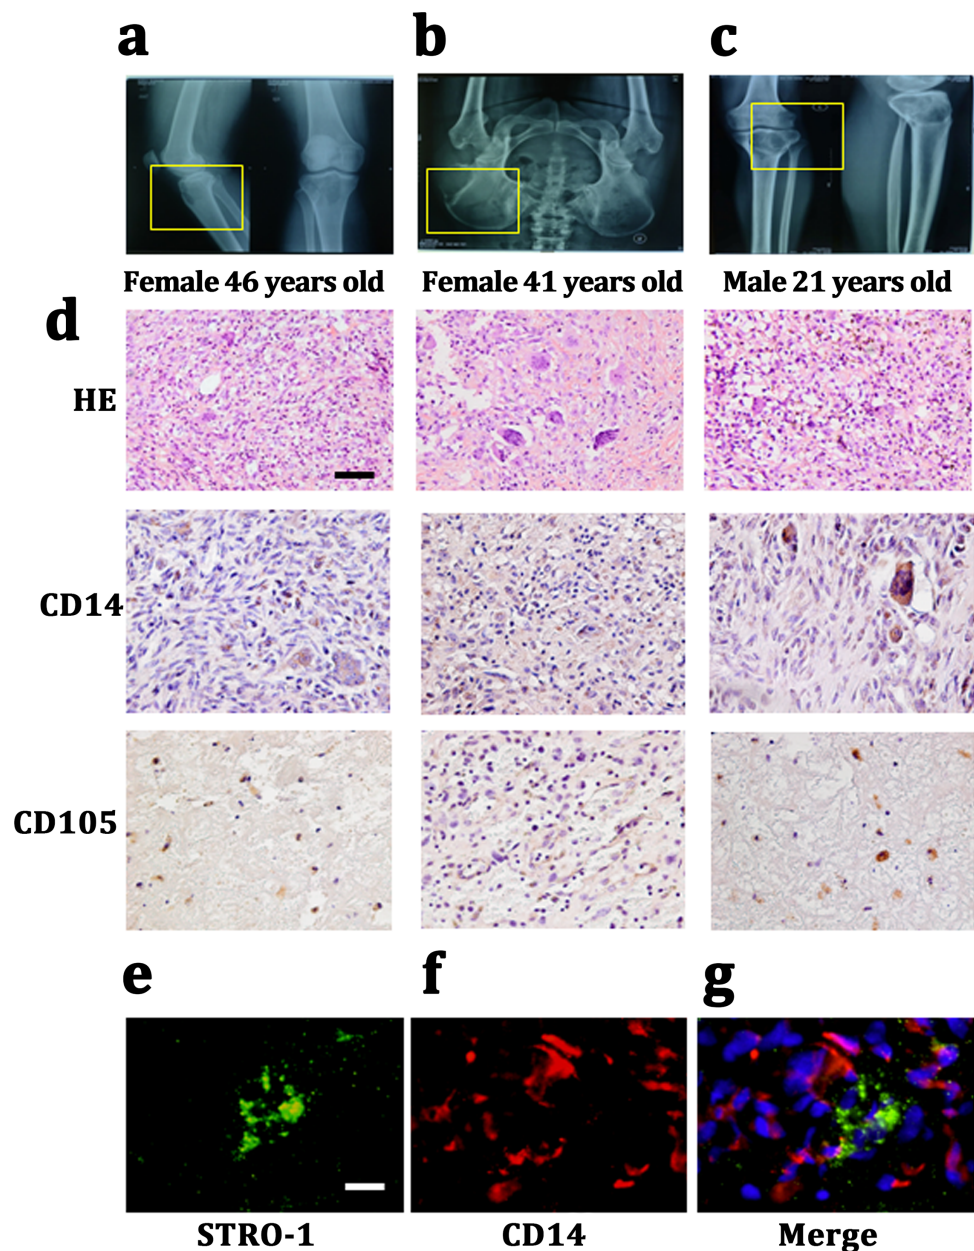 a b c
Female 46 years old Female 41 years old Male 21 years old
d
HE
CD14
CD105
e f g
STRO-1 CD14 Merge